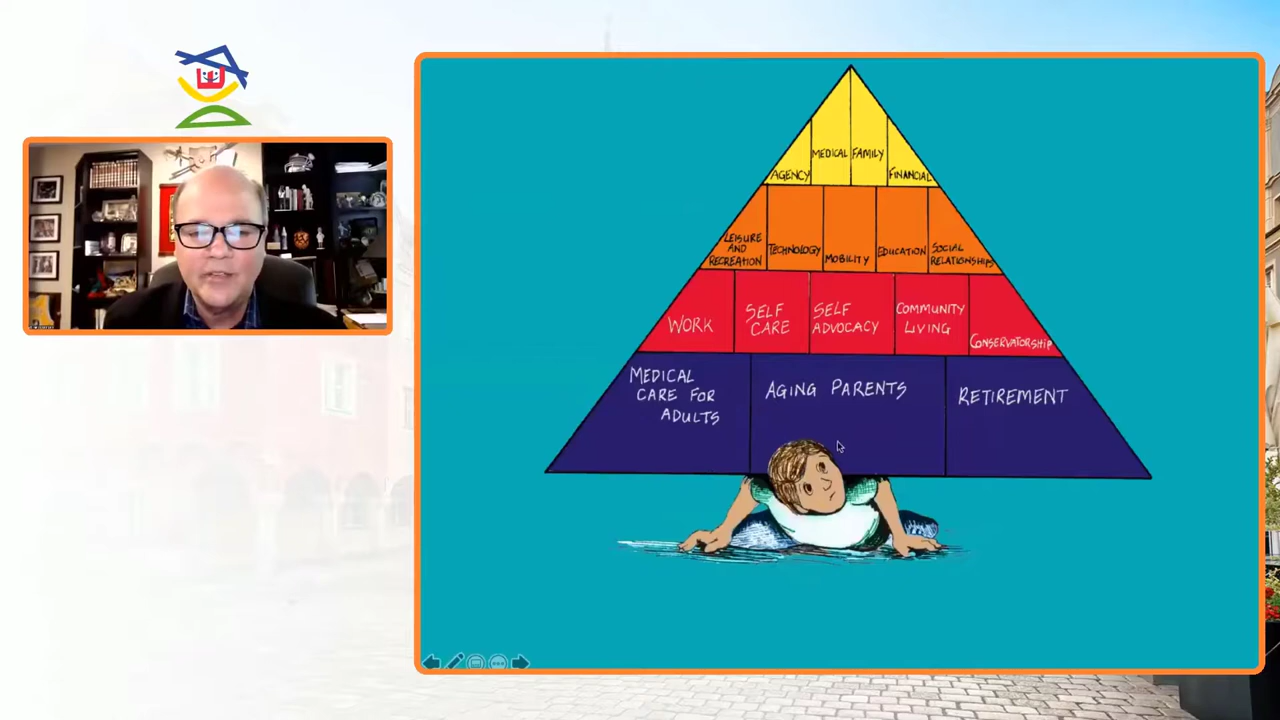 MEDICAL FAMILY
AGENCY FINANCIAL
LEISURE
AND
RECREATION
TECHNOLOGY
MOBILITY
EDUCATION
SOCIAL
RELATIONSHIPS
WORK
SELF
CARE
SELF
ADVOCACY
COMMUNITY
LIVING
CONSERVATORSHIP
MEDICAL
CARE FOR
ADULTS
AGING PARENTS
RETIREMENT